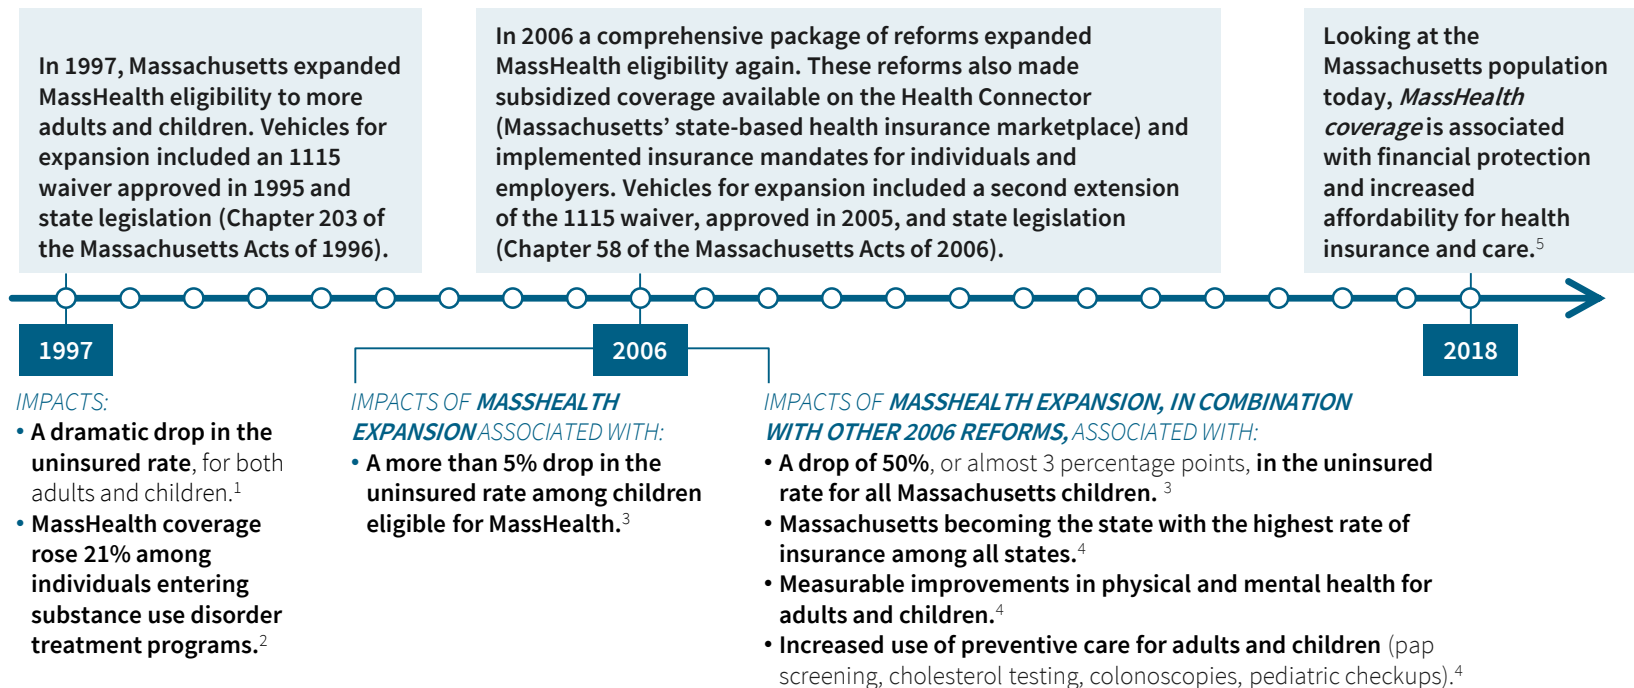 In 1997, Massachusetts expanded
MassHealth eligibility to more
adults and children. Vehicles for
expansion included an 1115
waiver approved in 1995 and
state legislation (Chapter 203 of
the Massachusetts Acts of 1996).
In 2006 a comprehensive package of reforms expanded
MassHealth eligibility again. These reforms also made
subsidized coverage available on the Health Connector
(Massachusetts’ state-based health insurance marketplace) and
implemented insurance mandates for individuals and
employers. Vehicles for expansion included a second extension
of the 1115 waiver, approved in 2005, and state legislation
(Chapter 58 of the Massachusetts Acts of 2006).
Looking at the
Massachusetts population
today, MassHealth
coverage is associated
with financial protection
and increased
affordability for health
insurance and care.5
1997
2006
2018
IMPACTS:
• A dramatic drop in the
uninsured rate, for both
adults and children.1
• MassHealth coverage
rose 21% among
individuals entering
substance use disorder
treatment programs.2
IMPACTS OF MASSHEALTH
EXPANSION ASSOCIATED WITH:
• A more than 5% drop in the
uninsured rate among children
eligible for MassHealth.3
IMPACTS OF MASSHEALTH EXPANSION, IN COMBINATION
WITH OTHER 2006 REFORMS, ASSOCIATED WITH:
• A drop of 50%, or almost 3 percentage points, in the uninsured
rate for all Massachusetts children. 3
• Massachusetts becoming the state with the highest rate of
insurance among all states.4
• Measurable improvements in physical and mental health for
adults and children.4
• Increased use of preventive care for adults and children (pap
screening, cholesterol testing, colonoscopies, pediatric checkups).4